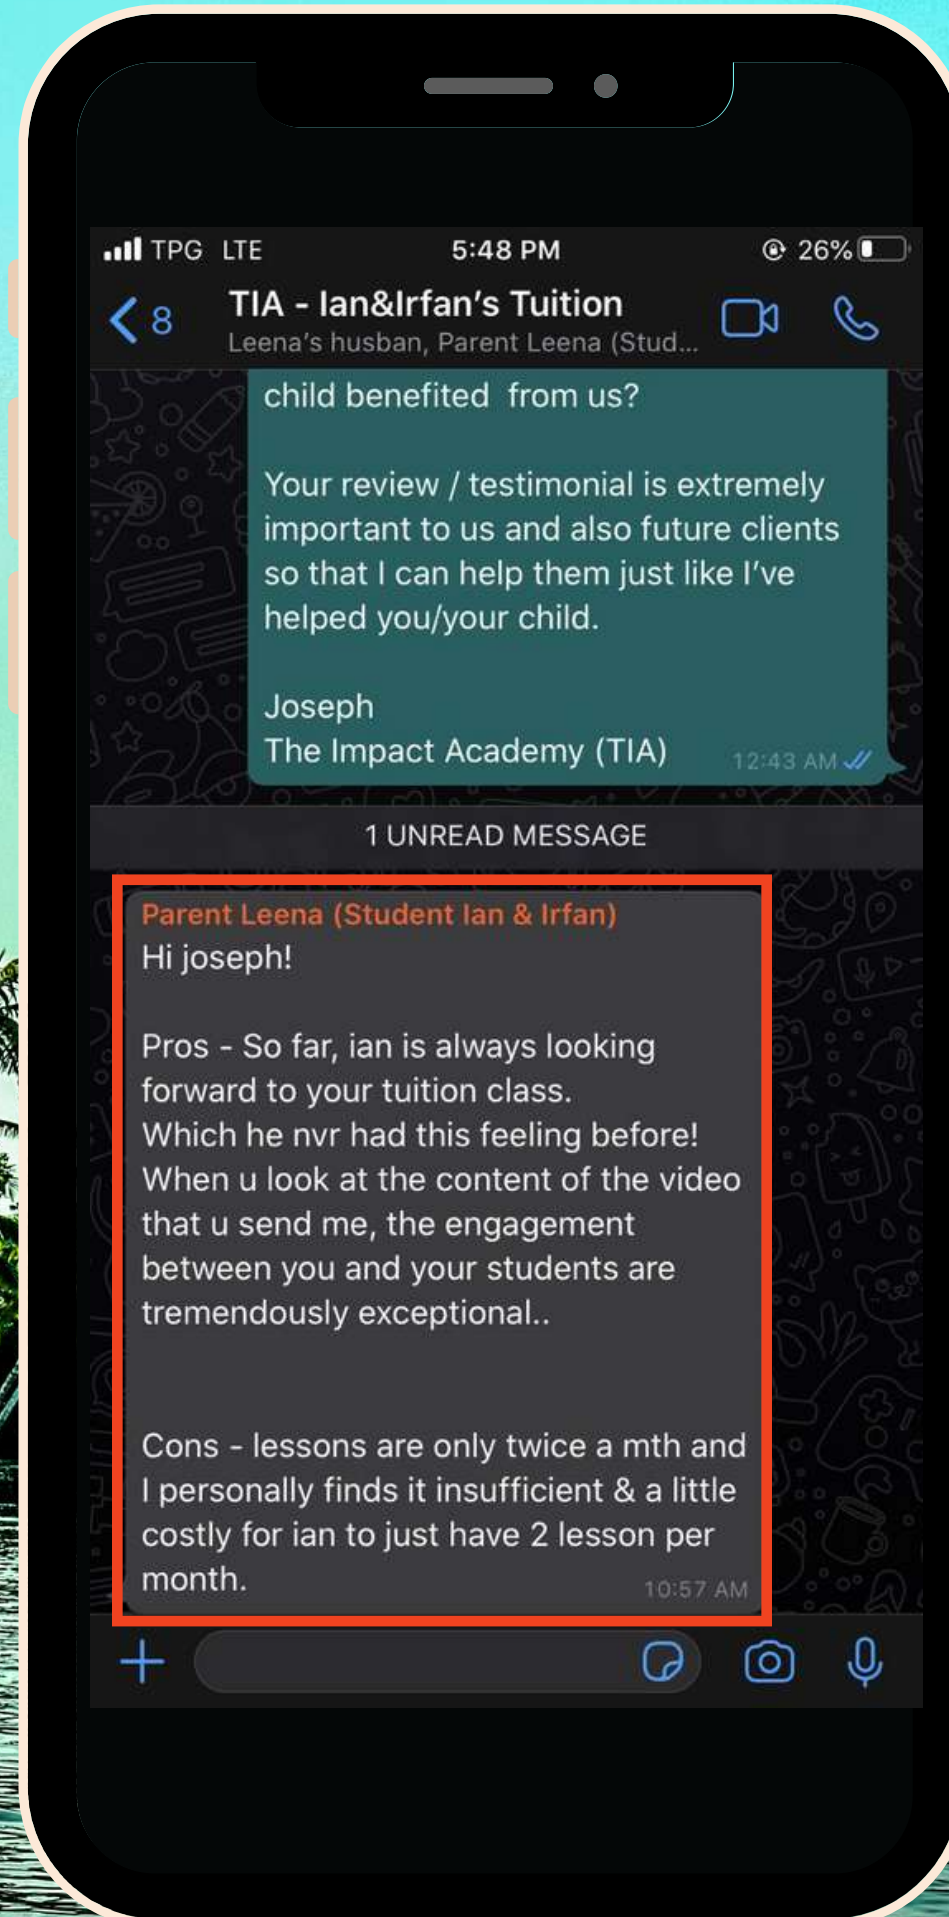 TPG LTE 5:48 PM 26%
8 TIA - Ian&Irfan's Tuition
Leena's husban, Parent Leena (Stud...
child benefited from us?
Your review / testimonial is extremely
important to us and also future clients
so that I can help them just like I've
helped you/your child.
Joseph
The Impact Academy (TIA) 12:43 AM
1 UNREAD MESSAGE
Parent Leena (Student Ian & Irfan)
Hi joseph!
Pros - So far, ian is always looking
forward to your tuition class.
Which he nvr had this feeling before!
When u look at the content of the video
that u send me, the engagement
between you and your students are
tremendously exceptional..
Cons - lessons are only twice a mth and
I personally finds it insufficient & a little
costly for ian to just have 2 lesson per
month. 10:57 AM